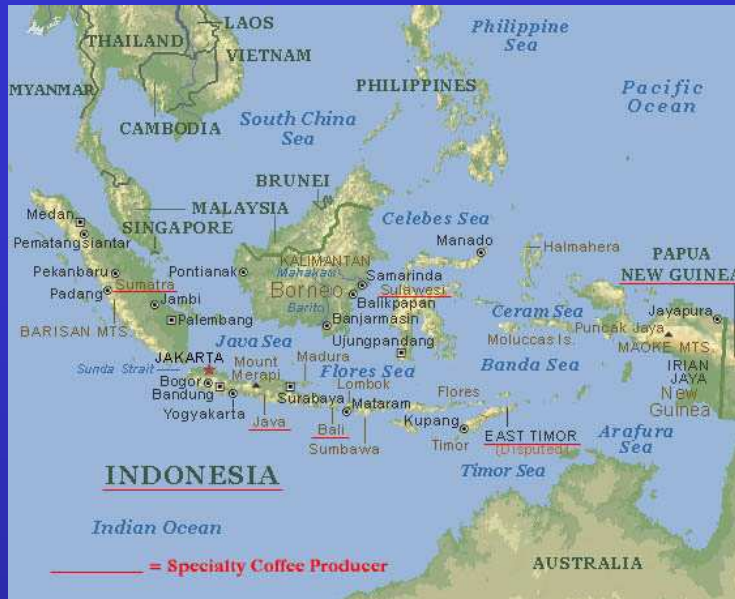 LAOS
THAILAND
VIETNAM
MYANMAR
CAMBODIA
South China
Sea
Philippine
Sea
PHILIPPINES
Pacific
Ocean
BRUNEI
MALAYSIA
SINGAPORE
Celebes Sea
Medan
Pematangsiantar
Manado
Halmahera
PAPUA
NEW GUINEA
Pekanbaru
Sumatra
Pontianak
KALIMANTAN
Mahakam
Samarinda
Sulawesi
Borneo
Balikpapan
Padang
Jambi
Barito
Banjarmasin
Ceram Sea
Jayapura
BARISAN MTS.
Palembang
Java Sea
Ujungpandang
Moluccas Is.
Puncak Jaya
MAOKE MTS.
JAKARTA
Sunda Strait
Mount
Merapi
Madura
Flores Sea
Banda Sea
IRIAN
JAYA
New
Guinea
Bogor
Bandung
Surabaya
Lombok
Mataram
Flores
Yogyakarta
Java
Bali
Sumbawa
Kupang
Timor
EAST TIMOR
(Disputed)
Arafura
Sea
INDONESIA
Timor Sea
Indian Ocean
= Specialty Coffee Producer
AUSTRALIA